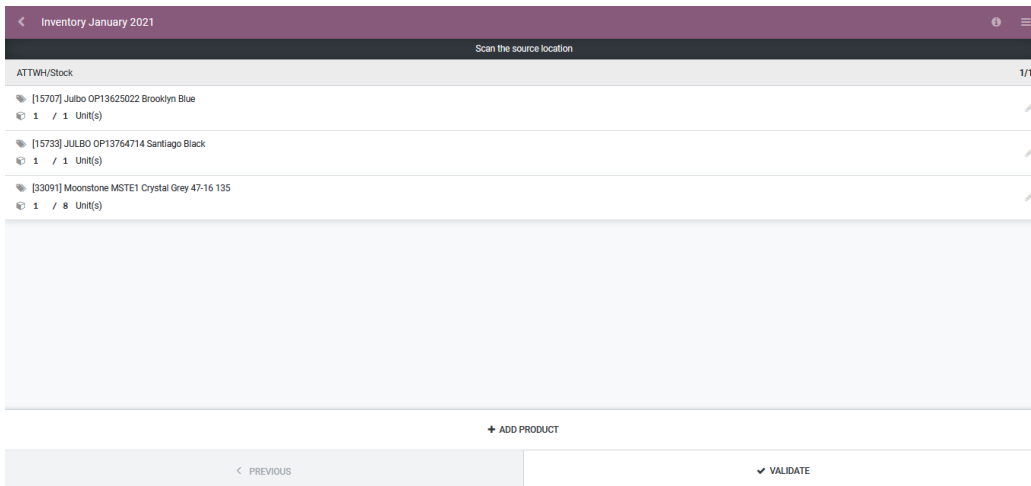 Inventory January 2021
Scan the source location
ATTWH/Stock 1/1
[15707] Julbo OP13625022 Brooklyn Blue
1 / 1 Unit(s)
[15733] JULBO OP13764714 Santiago Black
1 / 1 Unit(s)
[33091] Moonstone MSTE1 Crystal Grey 47-16 135
1 / 8 Unit(s)
ADD PRODUCT
PREVIOUS VALIDATE